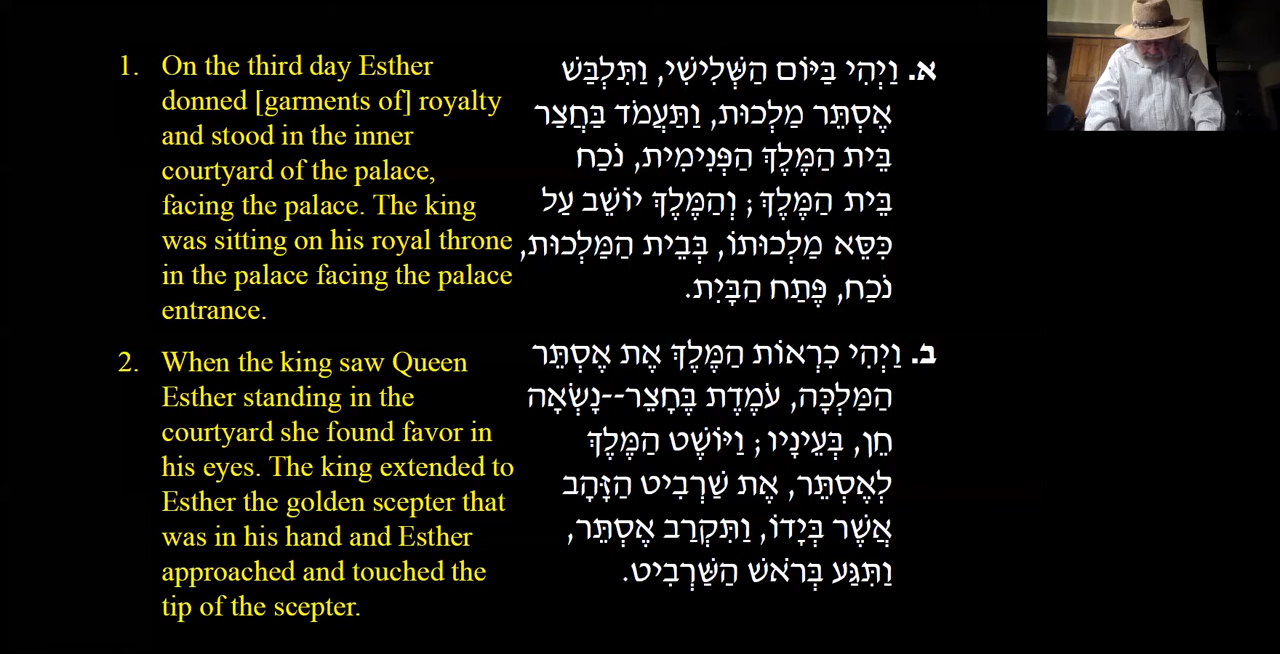 1. On the third day Esther
donned [garments of] royalty
and stood in the inner
courtyard of the palace,
facing the palace. The king
was sitting on his royal throne
in the palace facing the palace
entrance.
2. When the king saw Queen
Esther standing in the
courtyard she found favor in
his eyes. The king extended to
Esther the golden scepter that
was in his hand and Esther
approached and touched the
tip of the scepter.
א. וַיְהִי בַּיּוֹם הַשְּׁלִישִׁי, וַתִּלְבַּשׁ
אֶסְתֵּר מַלְכוּת, וַתַּעֲמֹד בַּחֲצַר
בֵּית הַמֶּלֶךְ הַפְּנִימִית, נֹכַח
בֵּית הַמֶּלֶךְ; וְהַמֶּלֶךְ יוֹשֵׁב עַל
כִּסֵּא מַלְכוּתוֹ, בְּבֵית הַמַּלְכוּת,
נֹכַח, פֶּתַח הַבָּיִת.
ב. וַיְהִי כִרְאוֹת הַמֶּלֶךְ אֶת אֶסְתֵּר
הַמַּלְכָּה, עֹמֶדֶת בֶּחָצֵר--נָשְׂאָה
חֵן, בְּעֵינָיו; וַיּוֹשֶׁט הַמֶּלֶךְ
לְאֶסְתֵּר, אֶת שַׁרְבִיט הַזָּהָב
אֲשֶׁר בְּיָדוֹ, וַתִּקְרַב אֶסְתֵּר,
וַתִּגַּע בְּרֹאשׁ הַשַּׁרְבִיט.